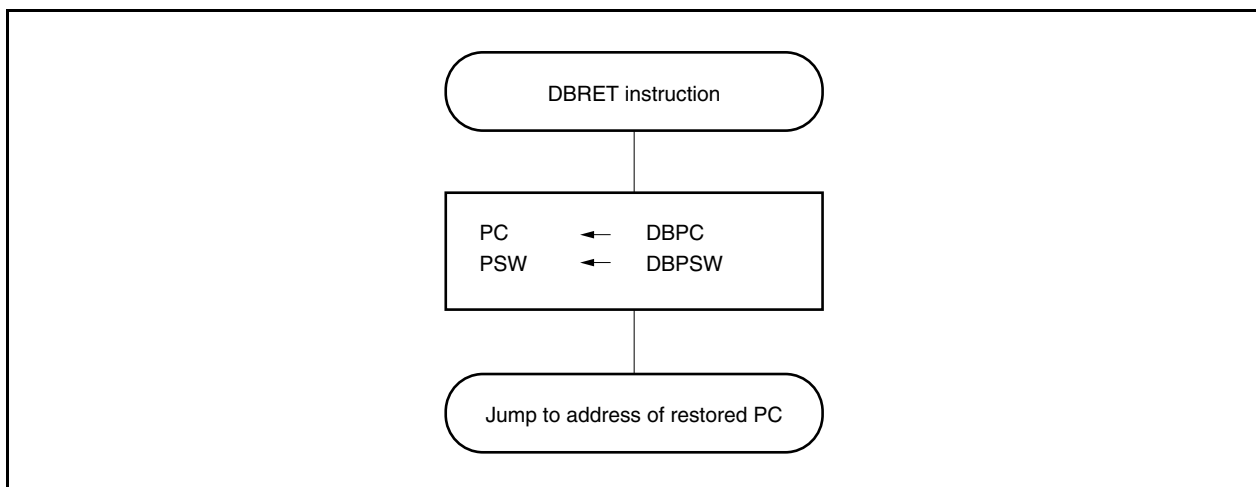 DBRET instruction
PC ← DBPC
PSW ← DBPSW
Jump to address of restored PC